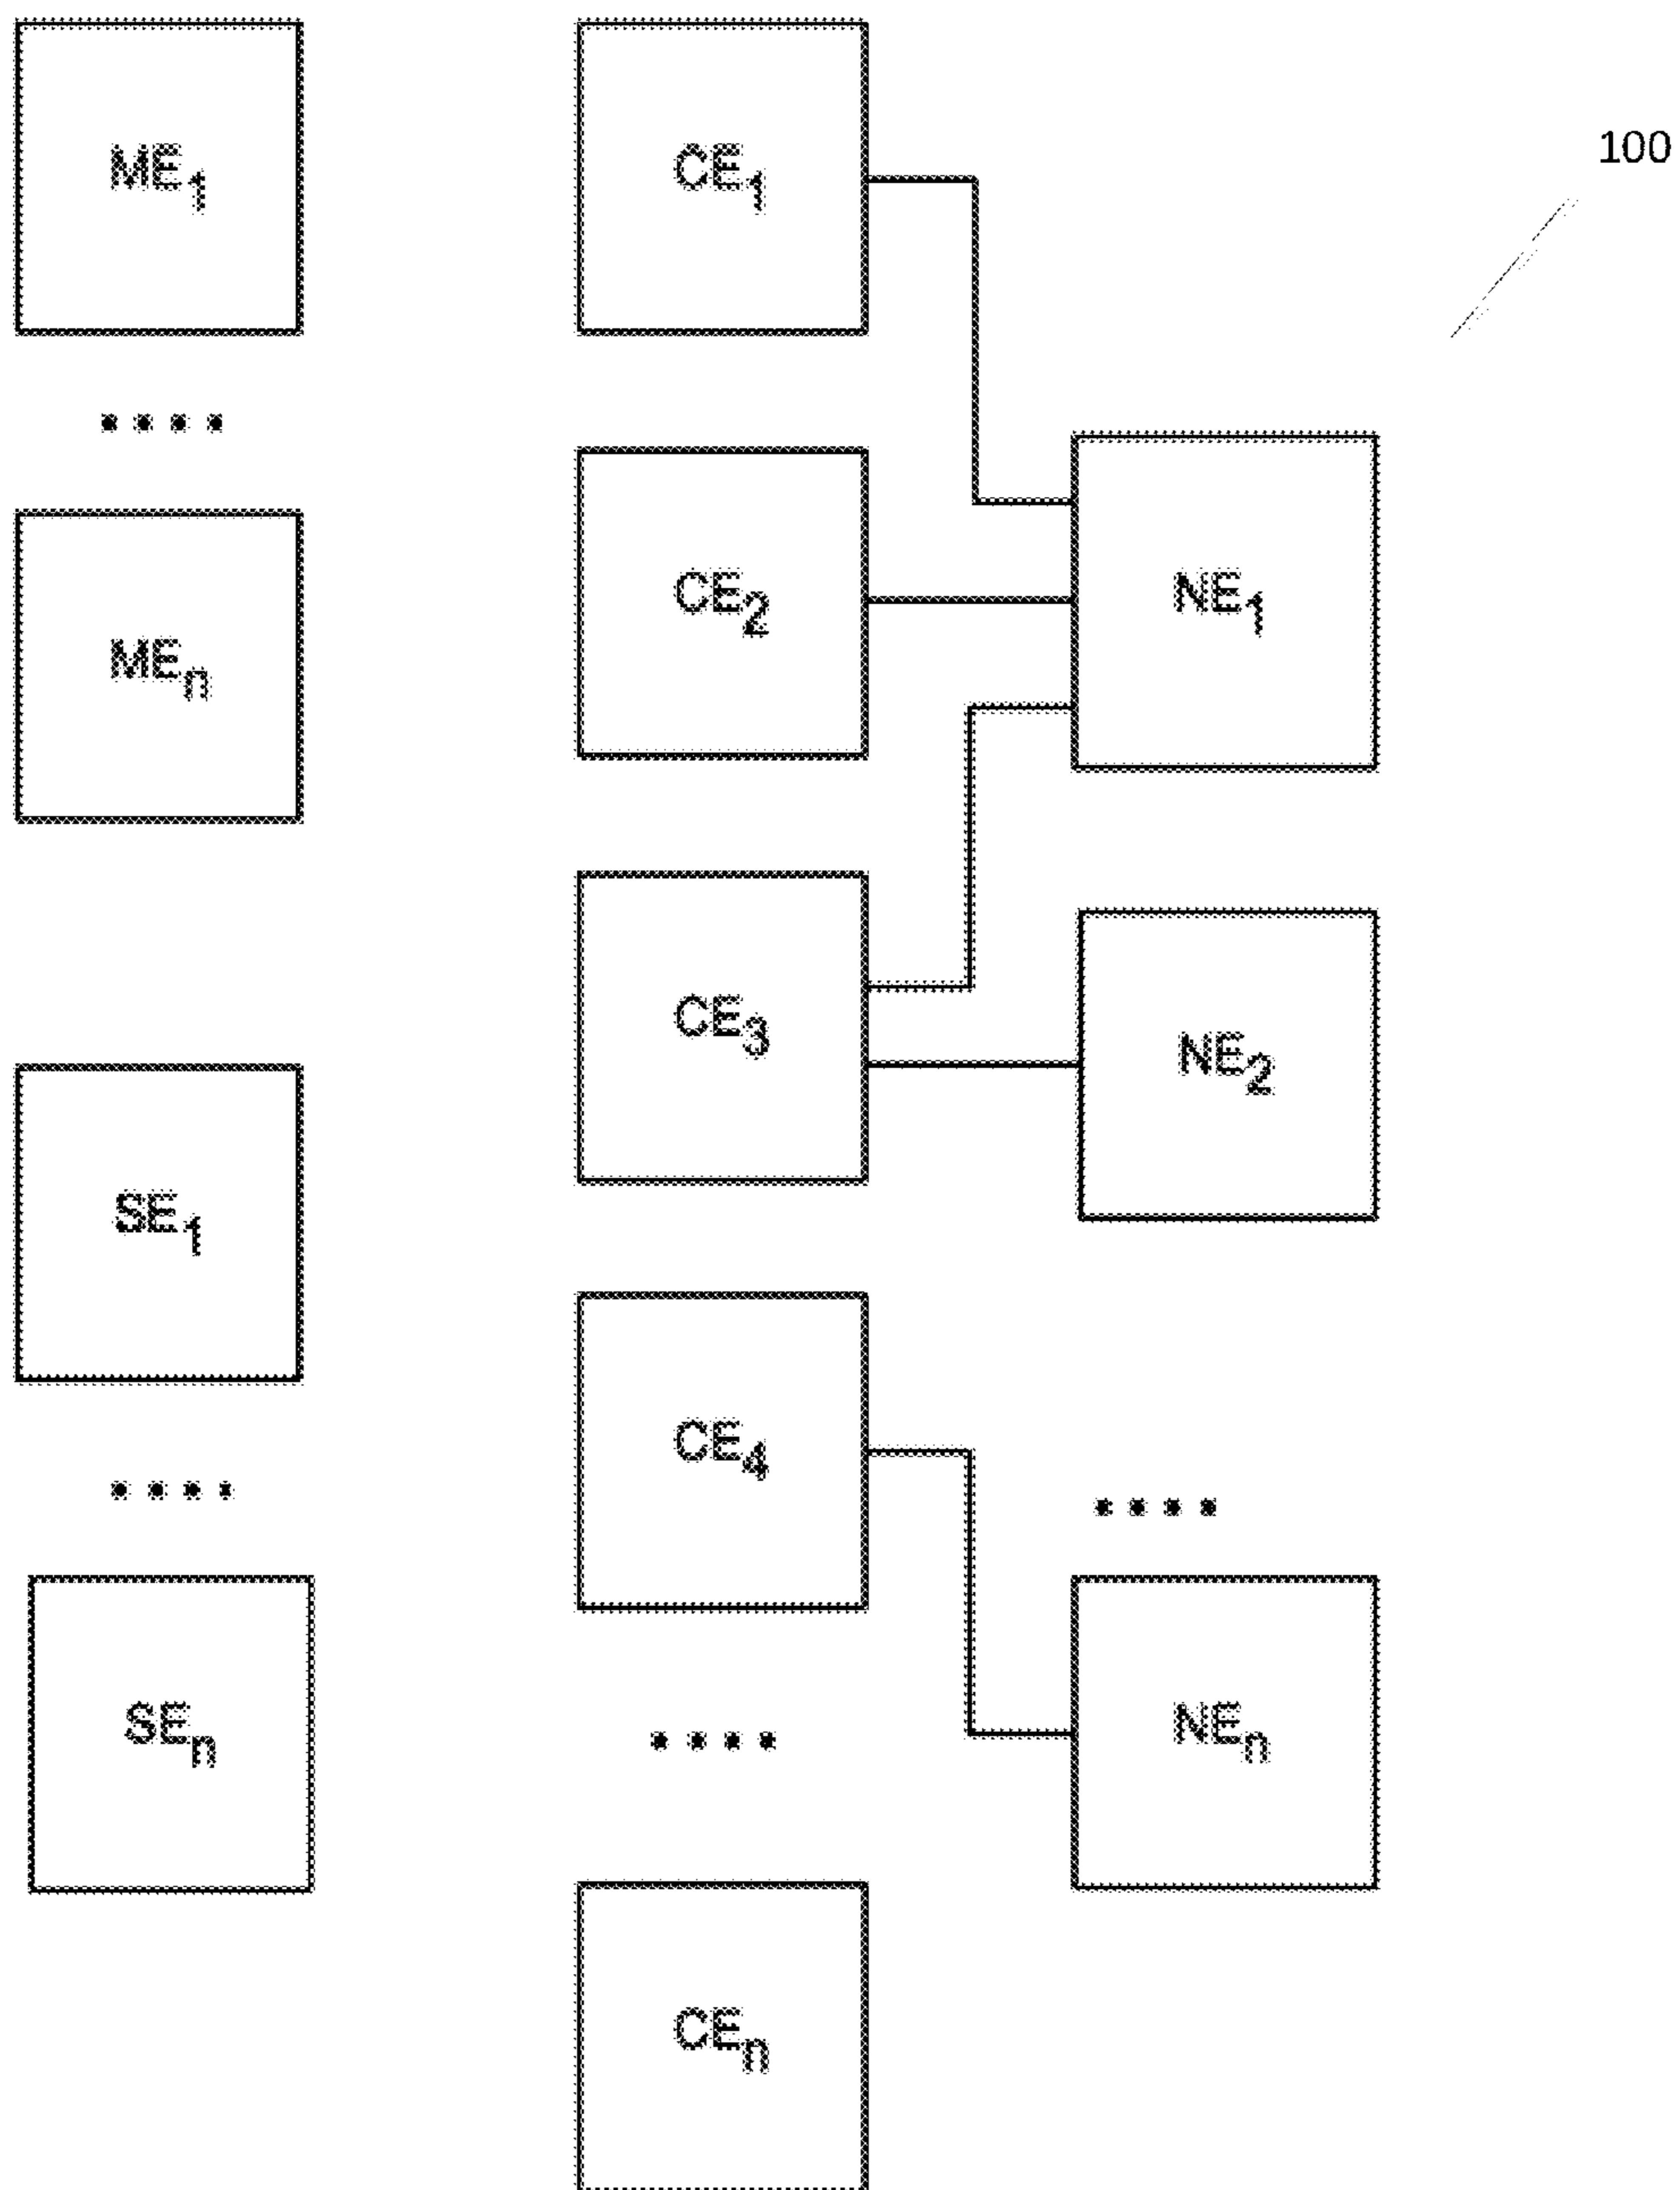 ME1
CE1
100
....
MEn
CE2
NE1
CE3
NE2
SE1
CE4
....
....
SEn
....
NEn
CEn